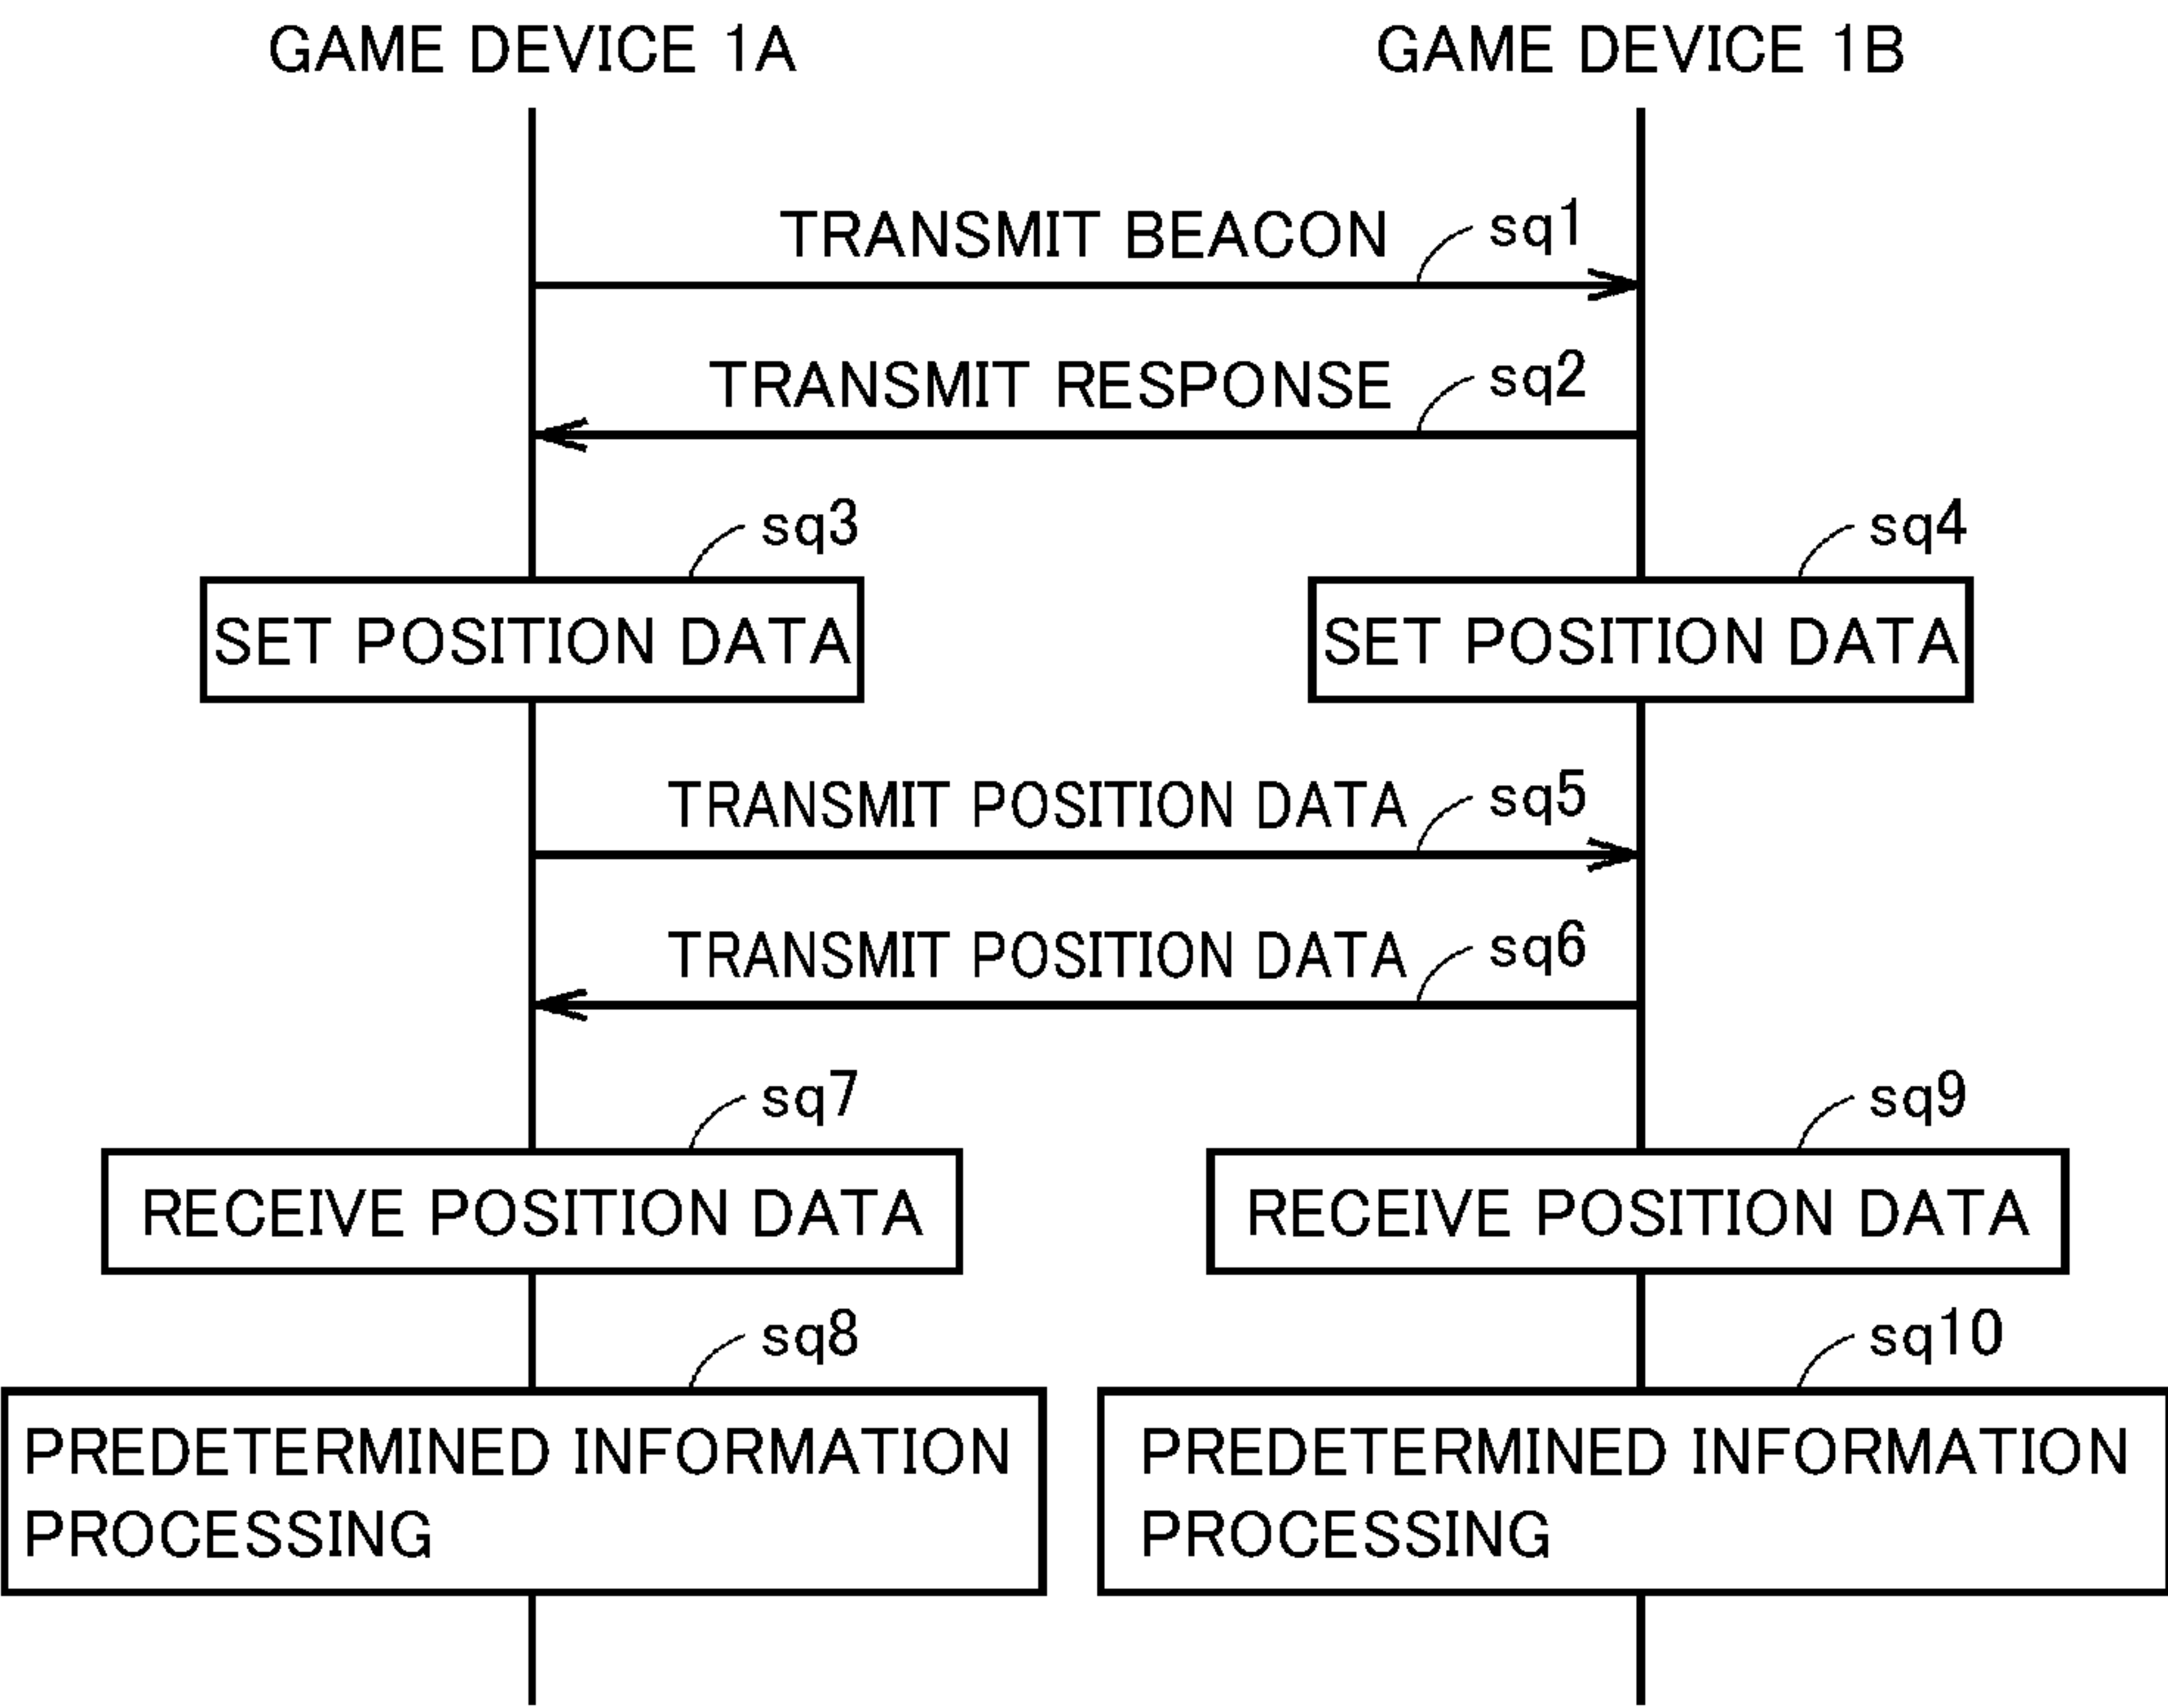 GAME DEVICE 1A
GAME DEVICE 1B
TRANSMIT BEACON
sq1
TRANSMIT RESPONSE
sq2
sq3
sq4
SET POSITION DATA
SET POSITION DATA
TRANSMIT POSITION DATA
sq5
TRANSMIT POSITION DATA
sq6
sq7
sq9
RECEIVE POSITION DATA
RECEIVE POSITION DATA
sq8
sq10
PREDETERMINED INFORMATION
PROCESSING
PREDETERMINED INFORMATION
PROCESSING